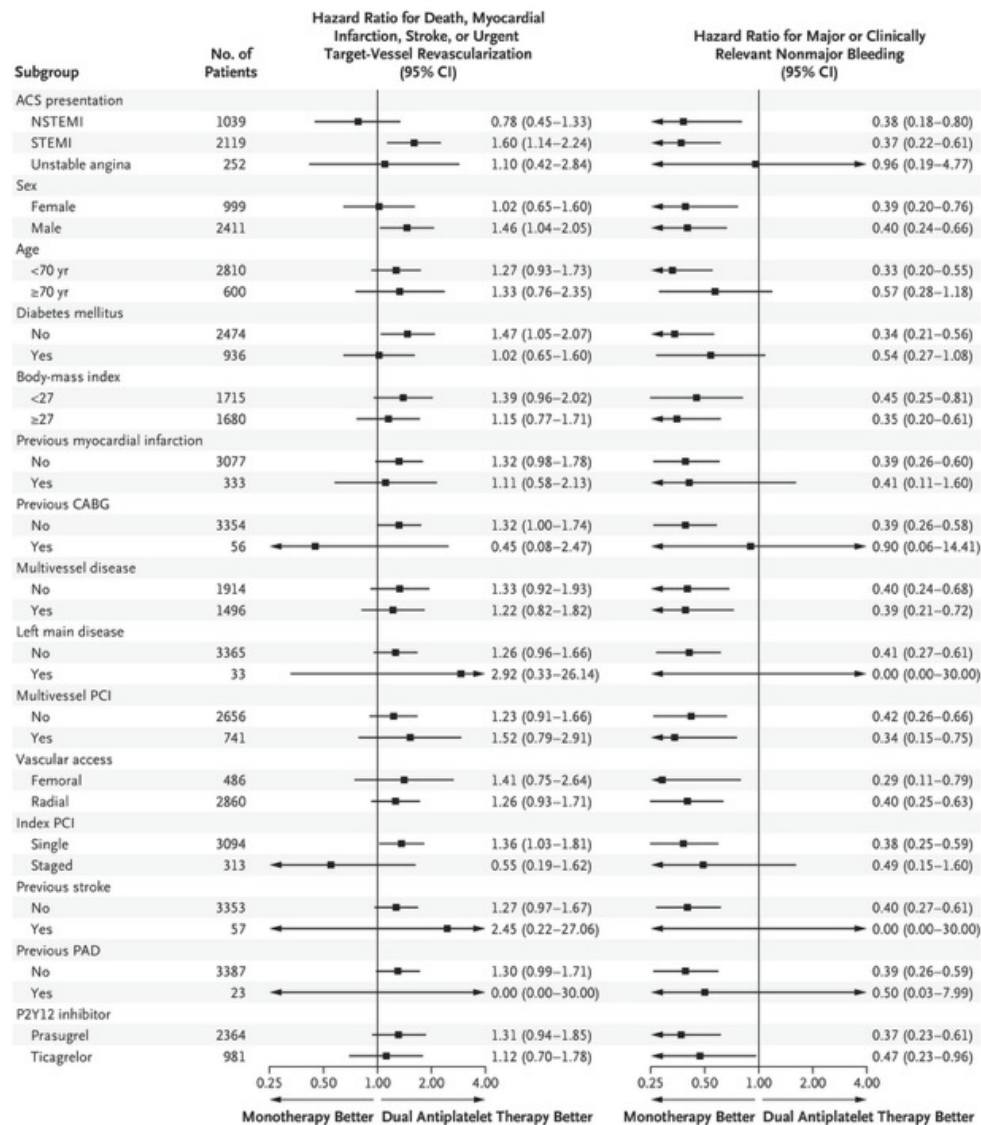 Subgroup
No. of
Patients
Hazard Ratio for Death, Myocardial
Infarction, Stroke, or Urgent
Target-Vessel Revascularization
(95% CI)
Hazard Ratio for Major or Clinically
Relevant Nonmajor Bleeding
(95% CI)
ACS presentation
NSTEMI 1039 0.78 (0.45–1.33) 0.38 (0.18–0.80)
STEMI 2119 1.60 (1.14–2.24) 0.37 (0.22–0.61)
Unstable angina 252 1.10 (0.42–2.84) 0.96 (0.19–4.77)
Sex
Female 999 1.02 (0.65–1.60) 0.39 (0.20–0.76)
Male 2411 1.46 (1.04–2.05) 0.40 (0.24–0.66)
Age
<70 yr 2810 1.27 (0.93–1.73) 0.33 (0.20–0.55)
≥70 yr 600 1.33 (0.76–2.35) 0.57 (0.28–1.18)
Diabetes mellitus
No 2474 1.47 (1.05–2.07) 0.34 (0.21–0.56)
Yes 936 1.02 (0.65–1.60) 0.54 (0.27–1.08)
Body-mass index
<27 1715 1.39 (0.96–2.02) 0.45 (0.25–0.81)
≥27 1680 1.15 (0.77–1.71) 0.35 (0.20–0.61)
Previous myocardial infarction
No 3077 1.32 (0.98–1.78) 0.39 (0.26–0.60)
Yes 333 1.11 (0.58–2.13) 0.41 (0.11–1.60)
Previous CABG
No 3354 1.32 (1.00–1.74) 0.39 (0.26–0.58)
Yes 56 0.45 (0.08–2.47) 0.90 (0.06–14.41)
Multivessel disease
No 1914 1.33 (0.92–1.93) 0.40 (0.24–0.68)
Yes 1496 1.22 (0.82–1.82) 0.39 (0.21–0.72)
Left main disease
No 3365 1.26 (0.96–1.66) 0.41 (0.27–0.61)
Yes 33 2.92 (0.33–26.14) 0.00 (0.00–30.00)
Multivessel PCI
No 2656 1.23 (0.91–1.66) 0.42 (0.26–0.66)
Yes 741 1.52 (0.79–2.91) 0.34 (0.15–0.75)
Vascular access
Femoral 486 1.41 (0.75–2.64) 0.29 (0.11–0.79)
Radial 2860 1.26 (0.93–1.71) 0.40 (0.25–0.63)
Index PCI
Single 3094 1.36 (1.03–1.81) 0.38 (0.25–0.59)
Staged 313 0.55 (0.19–1.62) 0.49 (0.15–1.60)
Previous stroke
No 3353 1.27 (0.97–1.67) 0.40 (0.27–0.61)
Yes 57 2.45 (0.22–27.06) 0.00 (0.00–30.00)
Previous PAD
No 3387 1.30 (0.99–1.71) 0.39 (0.26–0.59)
Yes 23 0.00 (0.00–30.00) 0.50 (0.03–7.99)
P2Y12 inhibitor
Prasugrel 2364 1.31 (0.94–1.85) 0.37 (0.23–0.61)
Ticagrelor 981 1.12 (0.70–1.78) 0.47 (0.23–0.96)
0.25 0.50 1.00 2.00 4.00 0.25 0.50 1.00 2.00 4.00
Monotherapy Better Dual Antiplatelet Therapy Better Monotherapy Better Dual Antiplatelet Therapy Better